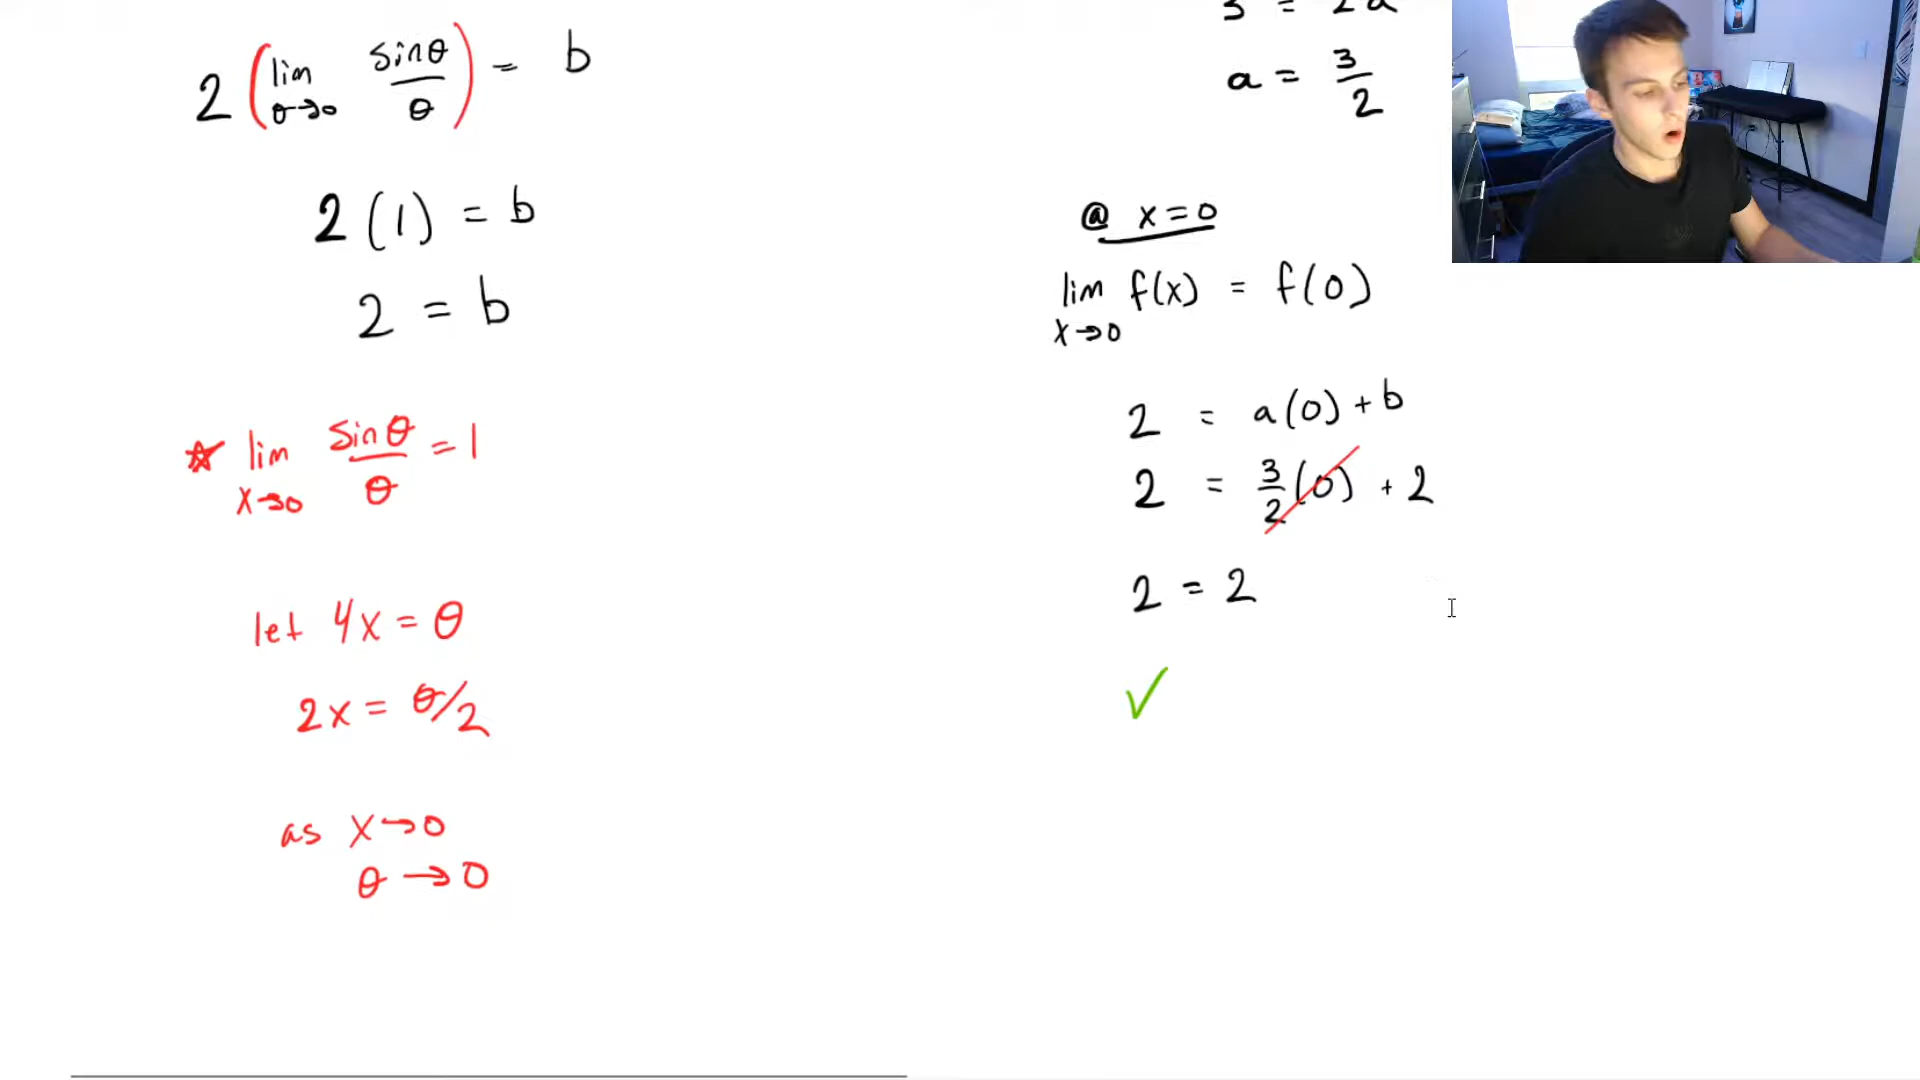 2 (lim θ→0 sinθ/θ) = b
2 (1) = b
2 = b
★ lim x→0 sinθ/θ = 1
let 4x = θ
2x = θ/2
as x→0
θ→0
3 = 2a
a = 3/2
@ x=0
lim x→0 f(x) = f(0)
2 = a(0) + b
2 = 3/2(0) + 2
2 = 2
✓